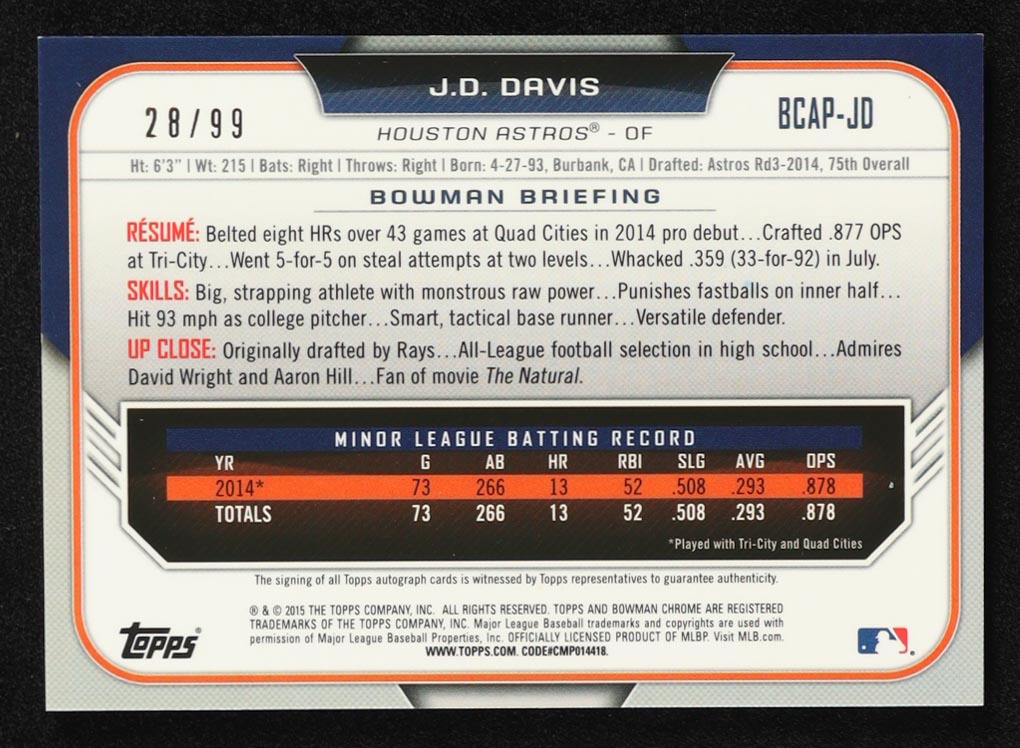 J.D. DAVIS
28/99
BCAP-JD
HOUSTON ASTROS® - OF
Ht: 6'3" | Wt: 215 | Bats: Right | Throws: Right | Born: 4-27-93, Burbank, CA | Drafted: Astros Rd3-2014, 75th Overall
BOWMAN BRIEFING
RÉSUMÉ: Belted eight HRs over 43 games at Quad Cities in 2014 pro debut...Crafted .877 OPS
at Tri-City...Went 5-for-5 on steal attempts at two levels...Whacked .359 (33-for-92) in July.
SKILLS: Big, strapping athlete with monstrous raw power...Punishes fastballs on inner half...
Hit 93 mph as college pitcher...Smart, tactical base runner...Versatile defender.
UP CLOSE: Originally drafted by Rays...All-League football selection in high school...Admires
David Wright and Aaron Hill...Fan of movie The Natural.
MINOR LEAGUE BATTING RECORD
YR G AB HR RBI SLG AVG OPS
2014* 73 266 13 52 .508 .293 .878
TOTALS 73 266 13 52 .508 .293 .878
*Played with Tri-City and Quad Cities
The signing of all Topps autograph cards is witnessed by Topps representatives to guarantee authenticity.
® & © 2015 THE TOPPS COMPANY, INC. ALL RIGHTS RESERVED. TOPPS AND BOWMAN CHROME ARE REGISTERED
TRADEMARKS OF THE TOPPS COMPANY, INC. Major League Baseball trademarks and copyrights are used with
permission of Major League Baseball Properties, Inc. OFFICIALLY LICENSED PRODUCT OF MLBP. Visit MLB.com.
WWW.TOPPS.COM. CODE#CMP014418.
TOPPS®